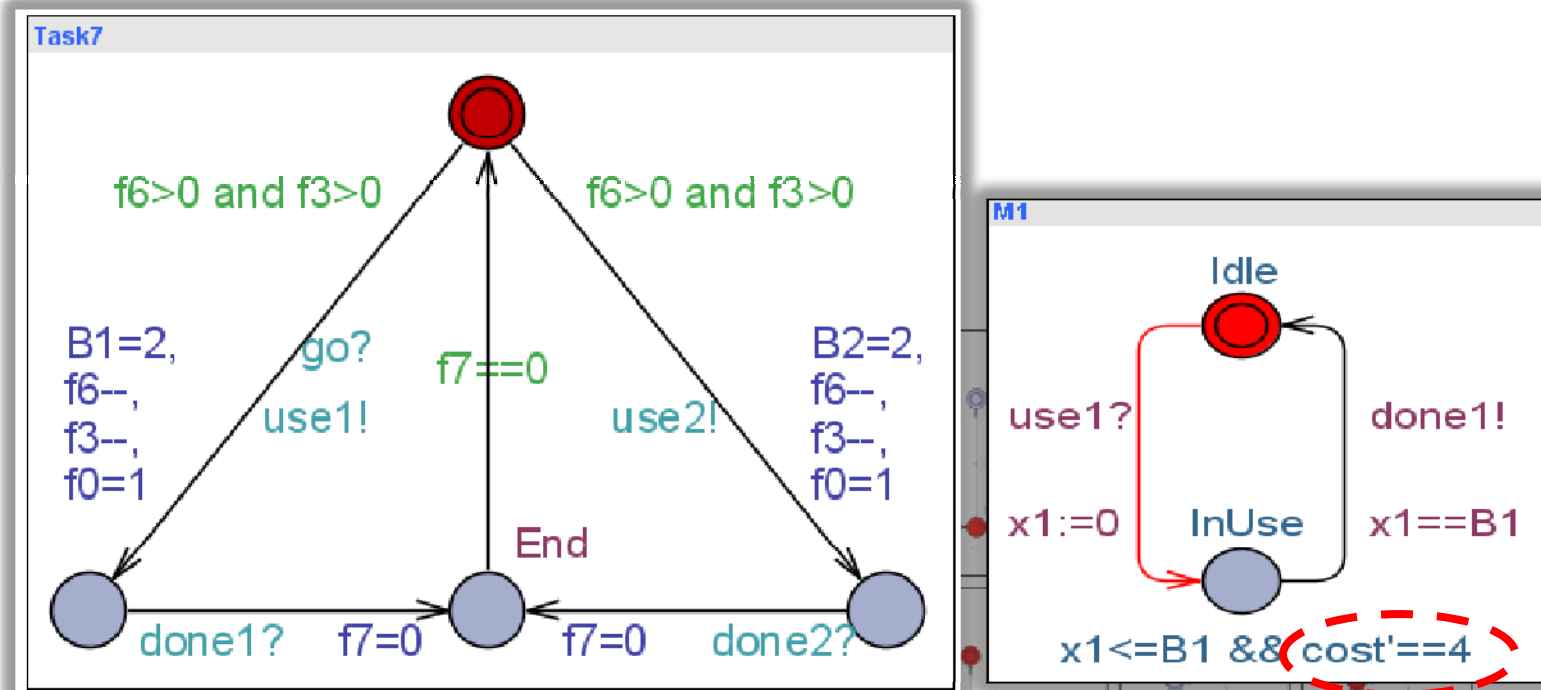 Task7
f6>0 and f3>0
f6>0 and f3>0
B1=2,
f6--,
f3--,
f0=1
go?
use1!
f7==0
use2!
B2=2,
f6--,
f3--,
f0=1
End
done1?
f7=0
f7=0
done2?
M1
Idle
use1?
done1!
x1:=0
InUse
x1==B1
x1<=B1 && cost'==4